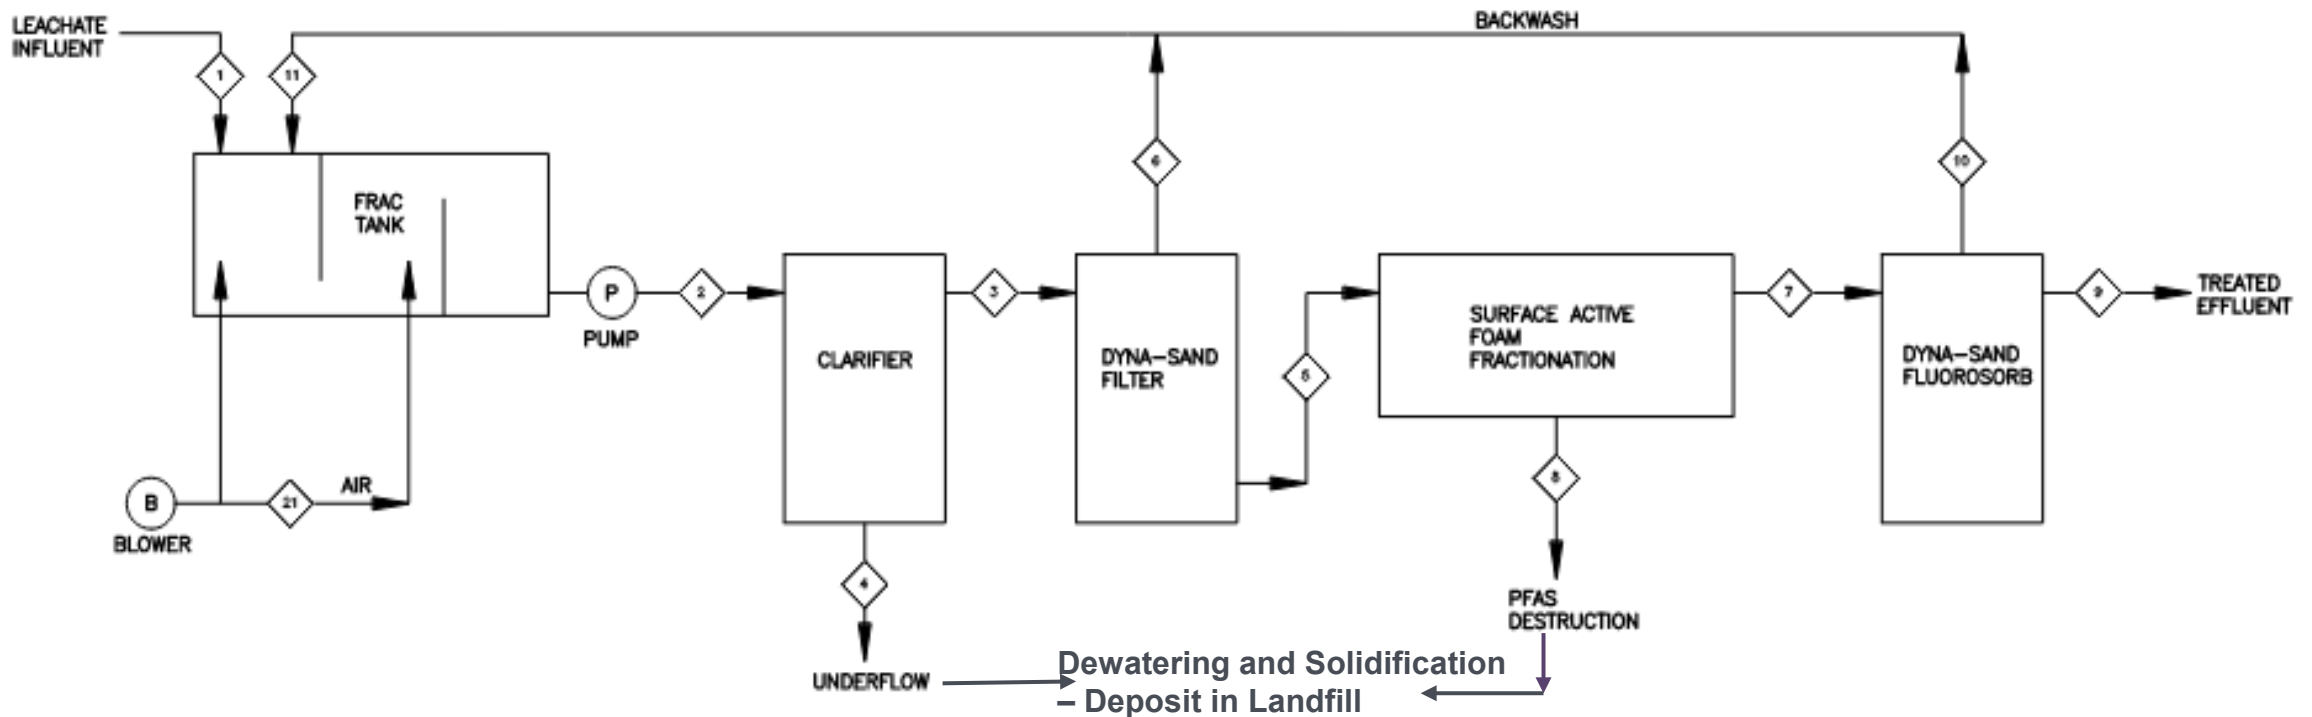 LEACHATE
INFLUENT
BACKWASH
1
11
6
10
FRAC
TANK
P
PUMP
2
3
5
7
9
TREATED
EFFLUENT
CLARIFIER
DYNA-SAND
FILTER
SURFACE ACTIVE
FOAM
FRACTIONATION
DYNA-SAND
FLUOROSORB
B
BLOWER
21
AIR
8
4
PFAS
DESTRUCTION
UNDERFLOW
Dewatering and Solidification
– Deposit in Landfill